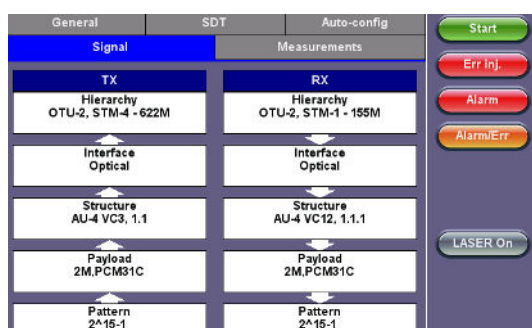 General SDT Auto-config
Signal Measurements
TX RX
Hierarchy Hierarchy
OTU-2, STM-4 - 622M OTU-2, STM-1 - 155M
Interface Interface
Optical Optical
Structure Structure
AU-4 VC3, 1.1 AU-4 VC12, 1.1.1
Payload Payload
2M,PCM31C 2M,PCM31C
Pattern Pattern
2^15-1 2^15-1
Start
Err inj.
Alarm
Alarm/Err
LASER On